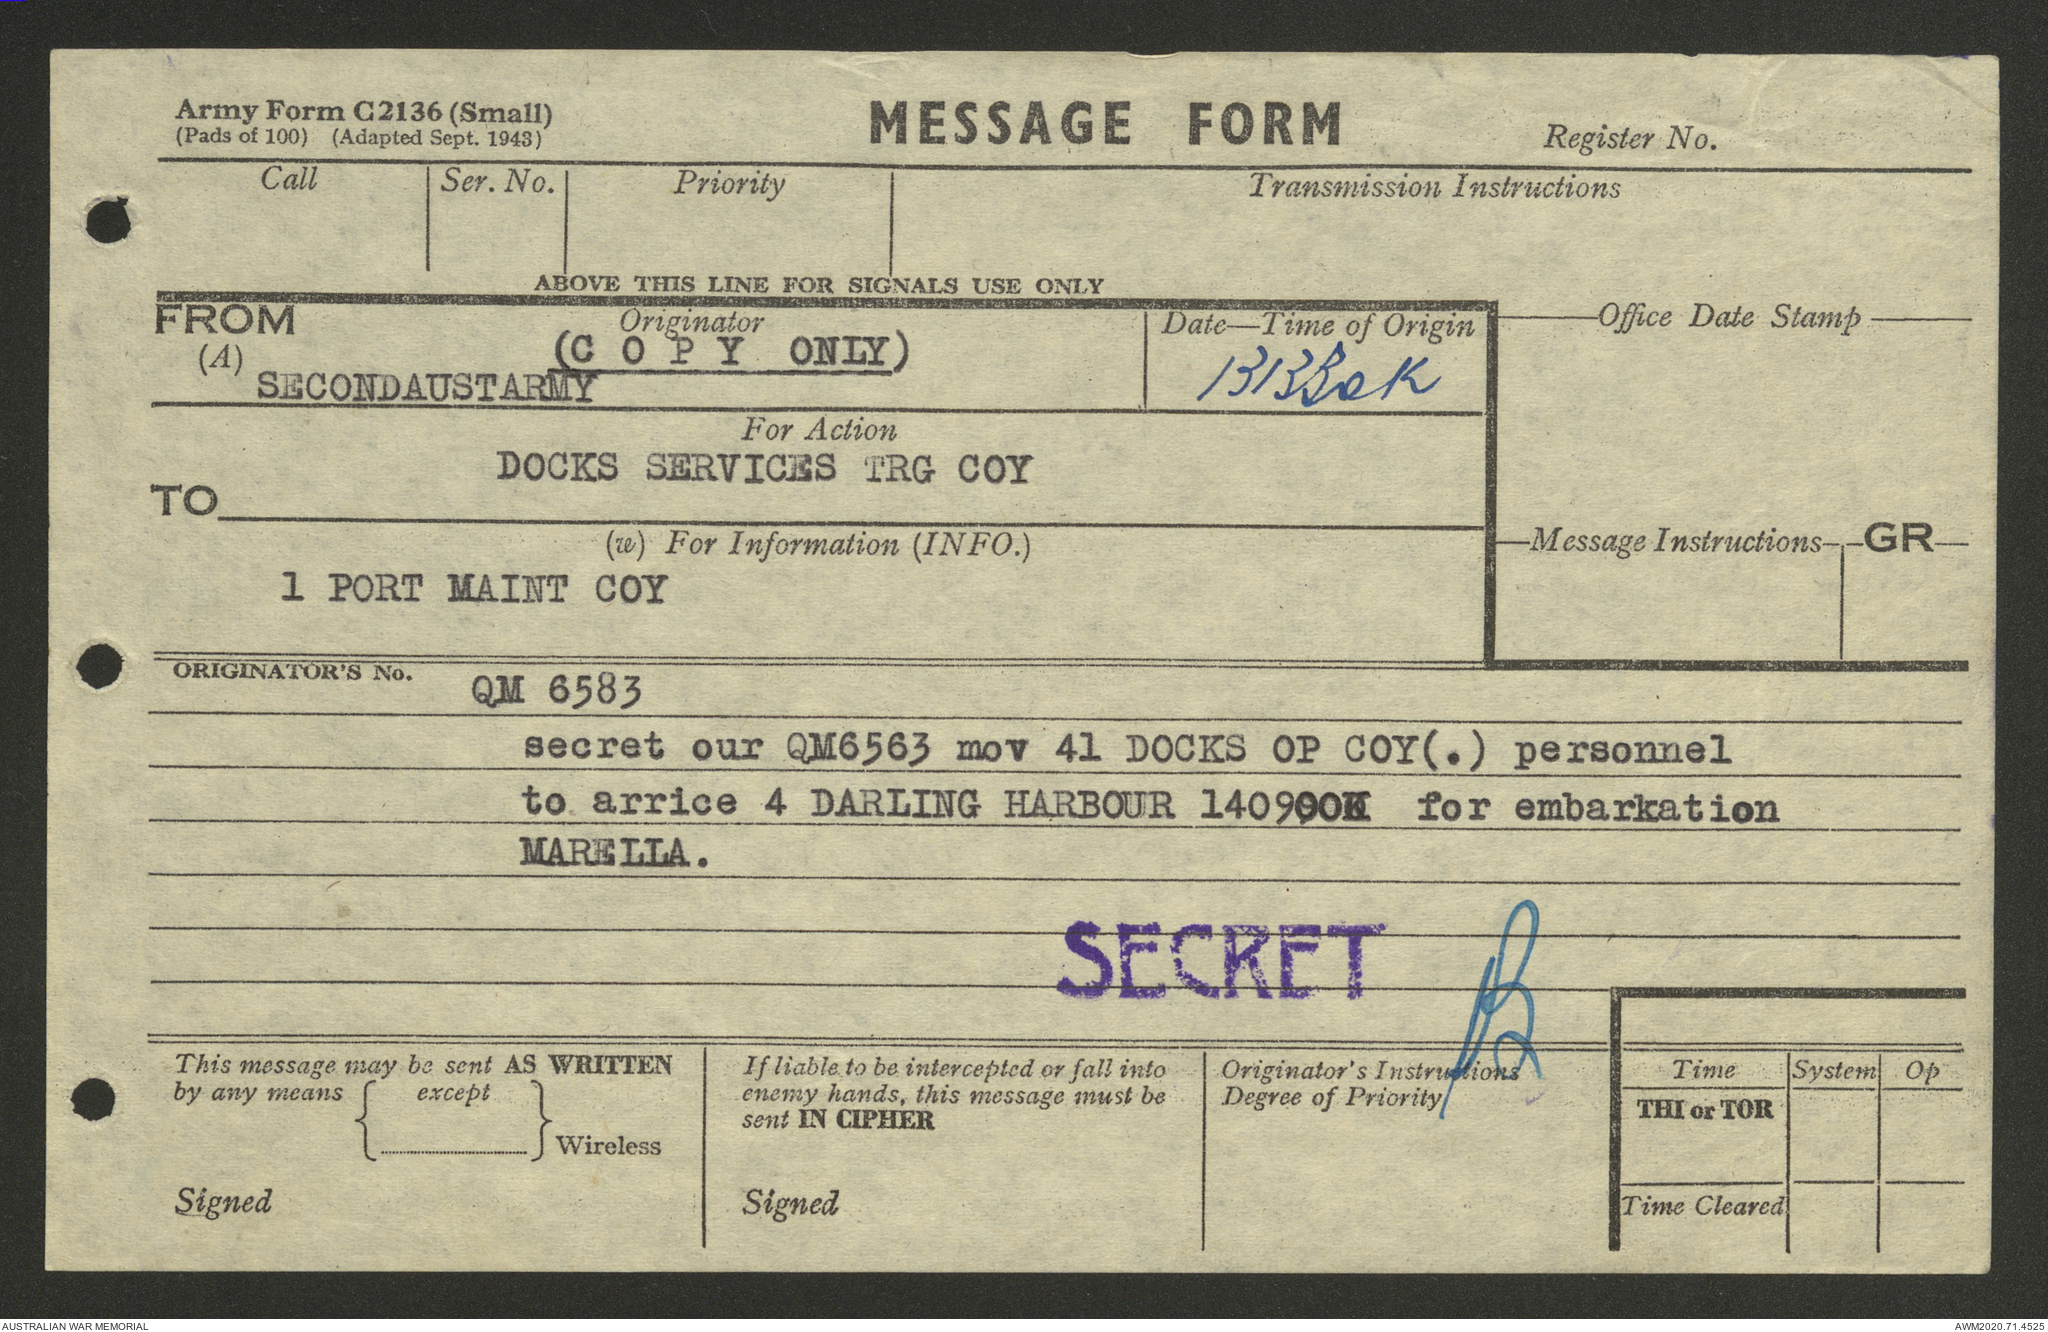 Army Form C2136 (Small)
(Pads of 100) (Adapted Sept. 1943)
MESSAGE FORM
Register No.
Call
Ser. No.
Priority
Transmission Instructions
ABOVE THIS LINE FOR SIGNALS USE ONLY
FROM
(A)
Originator
(C O P Y ONLY)
SECONDAUSTARMY
Date—Time of Origin
Office Date Stamp
For Action
DOCKS SERVICES TRG COY
TO
(w) For Information (INFO.)
1 PORT MAINT COY
Message Instructions
GR
ORIGINATOR'S No.
QM 6583
secret our QM6563 mov 41 DOCKS OP COY(.) personnel
to arrice 4 DARLING HARBOUR 140900K for embarkation
MARELLA.
SECRET
This message may be sent AS WRITTEN
by any means
except
Wireless
Signed
If liable to be intercepted or fall into
enemy hands, this message must be
sent IN CIPHER
Signed
Originator's Instructions
Degree of Priority
Time
System
Op
THI or TOR
Time Cleared
AUSTRALIAN WAR MEMORIAL
AWM2020.71.4525